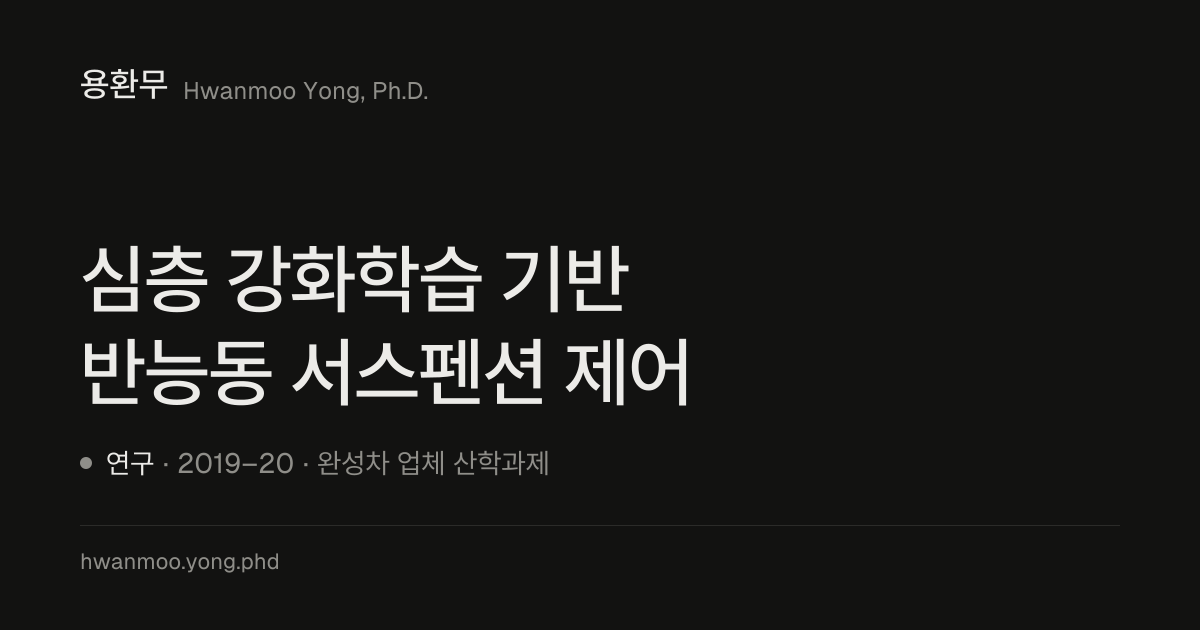 용환무 Hwanmoo Yong, Ph.D.
심층 강화학습 기반
반능동 서스펜션 제어
연구 · 2019–20 · 완성차 업체 산학과제
hwanmoo.yong.phd